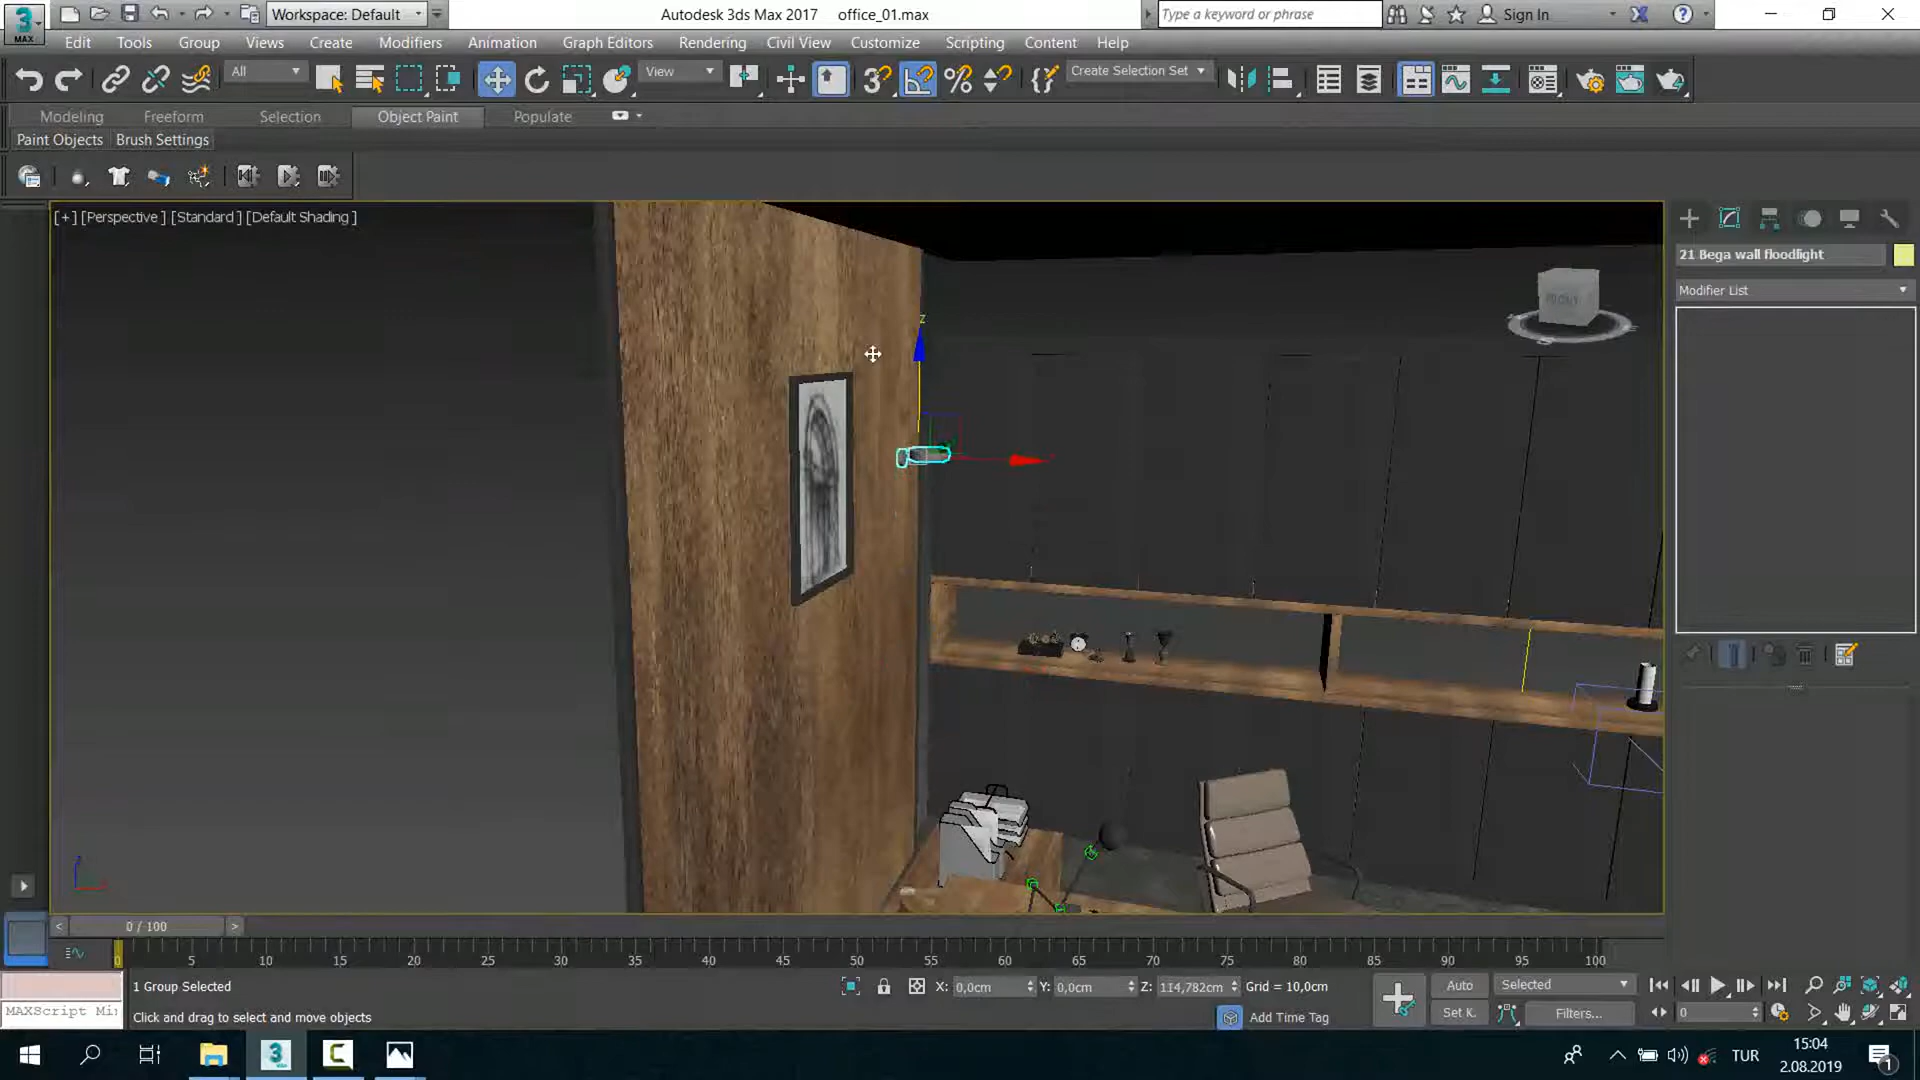 3
MAX
Workspace: Default
Autodesk 3ds Max 2017 office_01.max
Type a keyword or phrase
Sign In
Edit Tools Group Views Create Modifiers Animation Graph Editors Rendering Civil View Customize Scripting Content Help
All
View
Create Selection Set
Modeling Freeform Selection Object Paint Populate
Paint Objects Brush Settings
[+] [Perspective ] [Standard ] [Default Shading ]
21 Bega wall floodlight
Modifier List
FRONT
z
0 / 100
0 5 10 15 20 25 30 35 40 45 50 55 60 65 70 75 80 85 90 95 100
1 Group Selected
X: 0,0cm Y: 0,0cm Z: 114,782cm Grid = 10,0cm
Auto Selected
MAXScript Mi:
Click and drag to select and move objects
Add Time Tag
Set K. Filters...
0
TUR
15:04
2.08.2019
1